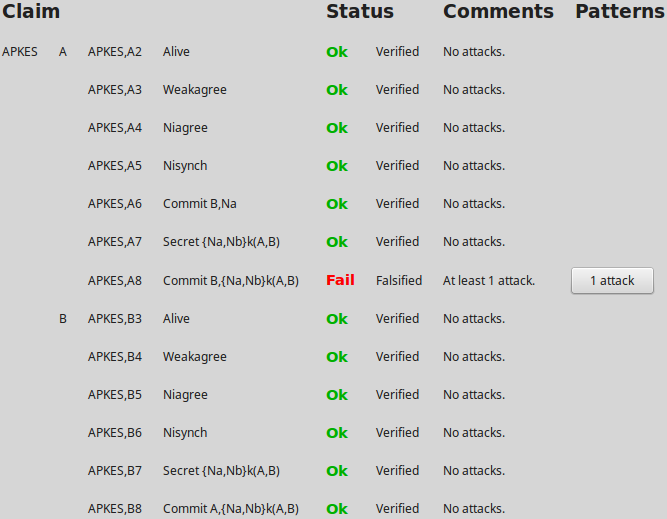 Claim Status Comments Patterns
APKES A APKES,A2 Alive Ok Verified No attacks.
APKES,A3 Weakagree Ok Verified No attacks.
APKES,A4 Niagree Ok Verified No attacks.
APKES,A5 Nisynch Ok Verified No attacks.
APKES,A6 Commit B,Na Ok Verified No attacks.
APKES,A7 Secret {Na,Nb}k(A,B) Ok Verified No attacks.
APKES,A8 Commit B,{Na,Nb}k(A,B) Fail Falsified At least 1 attack. 1 attack
B APKES,B3 Alive Ok Verified No attacks.
APKES,B4 Weakagree Ok Verified No attacks.
APKES,B5 Niagree Ok Verified No attacks.
APKES,B6 Nisynch Ok Verified No attacks.
APKES,B7 Secret {Na,Nb}k(A,B) Ok Verified No attacks.
APKES,B8 Commit A,{Na,Nb}k(A,B) Ok Verified No attacks.